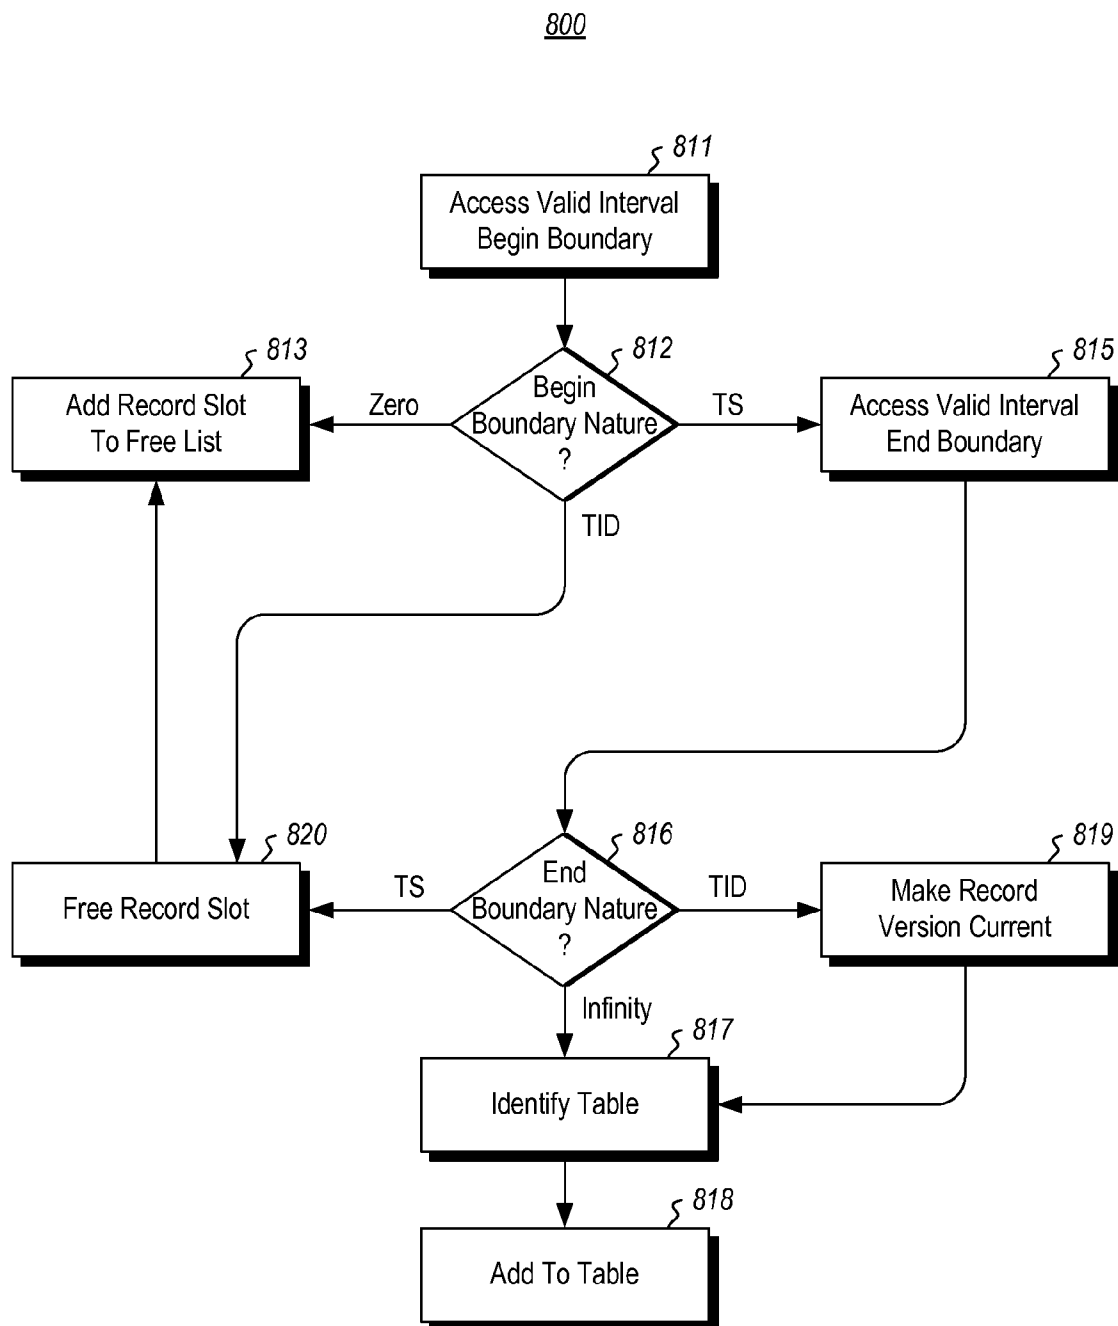 800
811
Access Valid Interval
Begin Boundary
813
812
815
Add Record Slot
To Free List
Zero
Begin
Boundary Nature
?
TS
Access Valid Interval
End Boundary
TID
820
816
819
Free Record Slot
TS
End
Boundary Nature
?
TID
Make Record
Version Current
Infinity
817
Identify Table
818
Add To Table